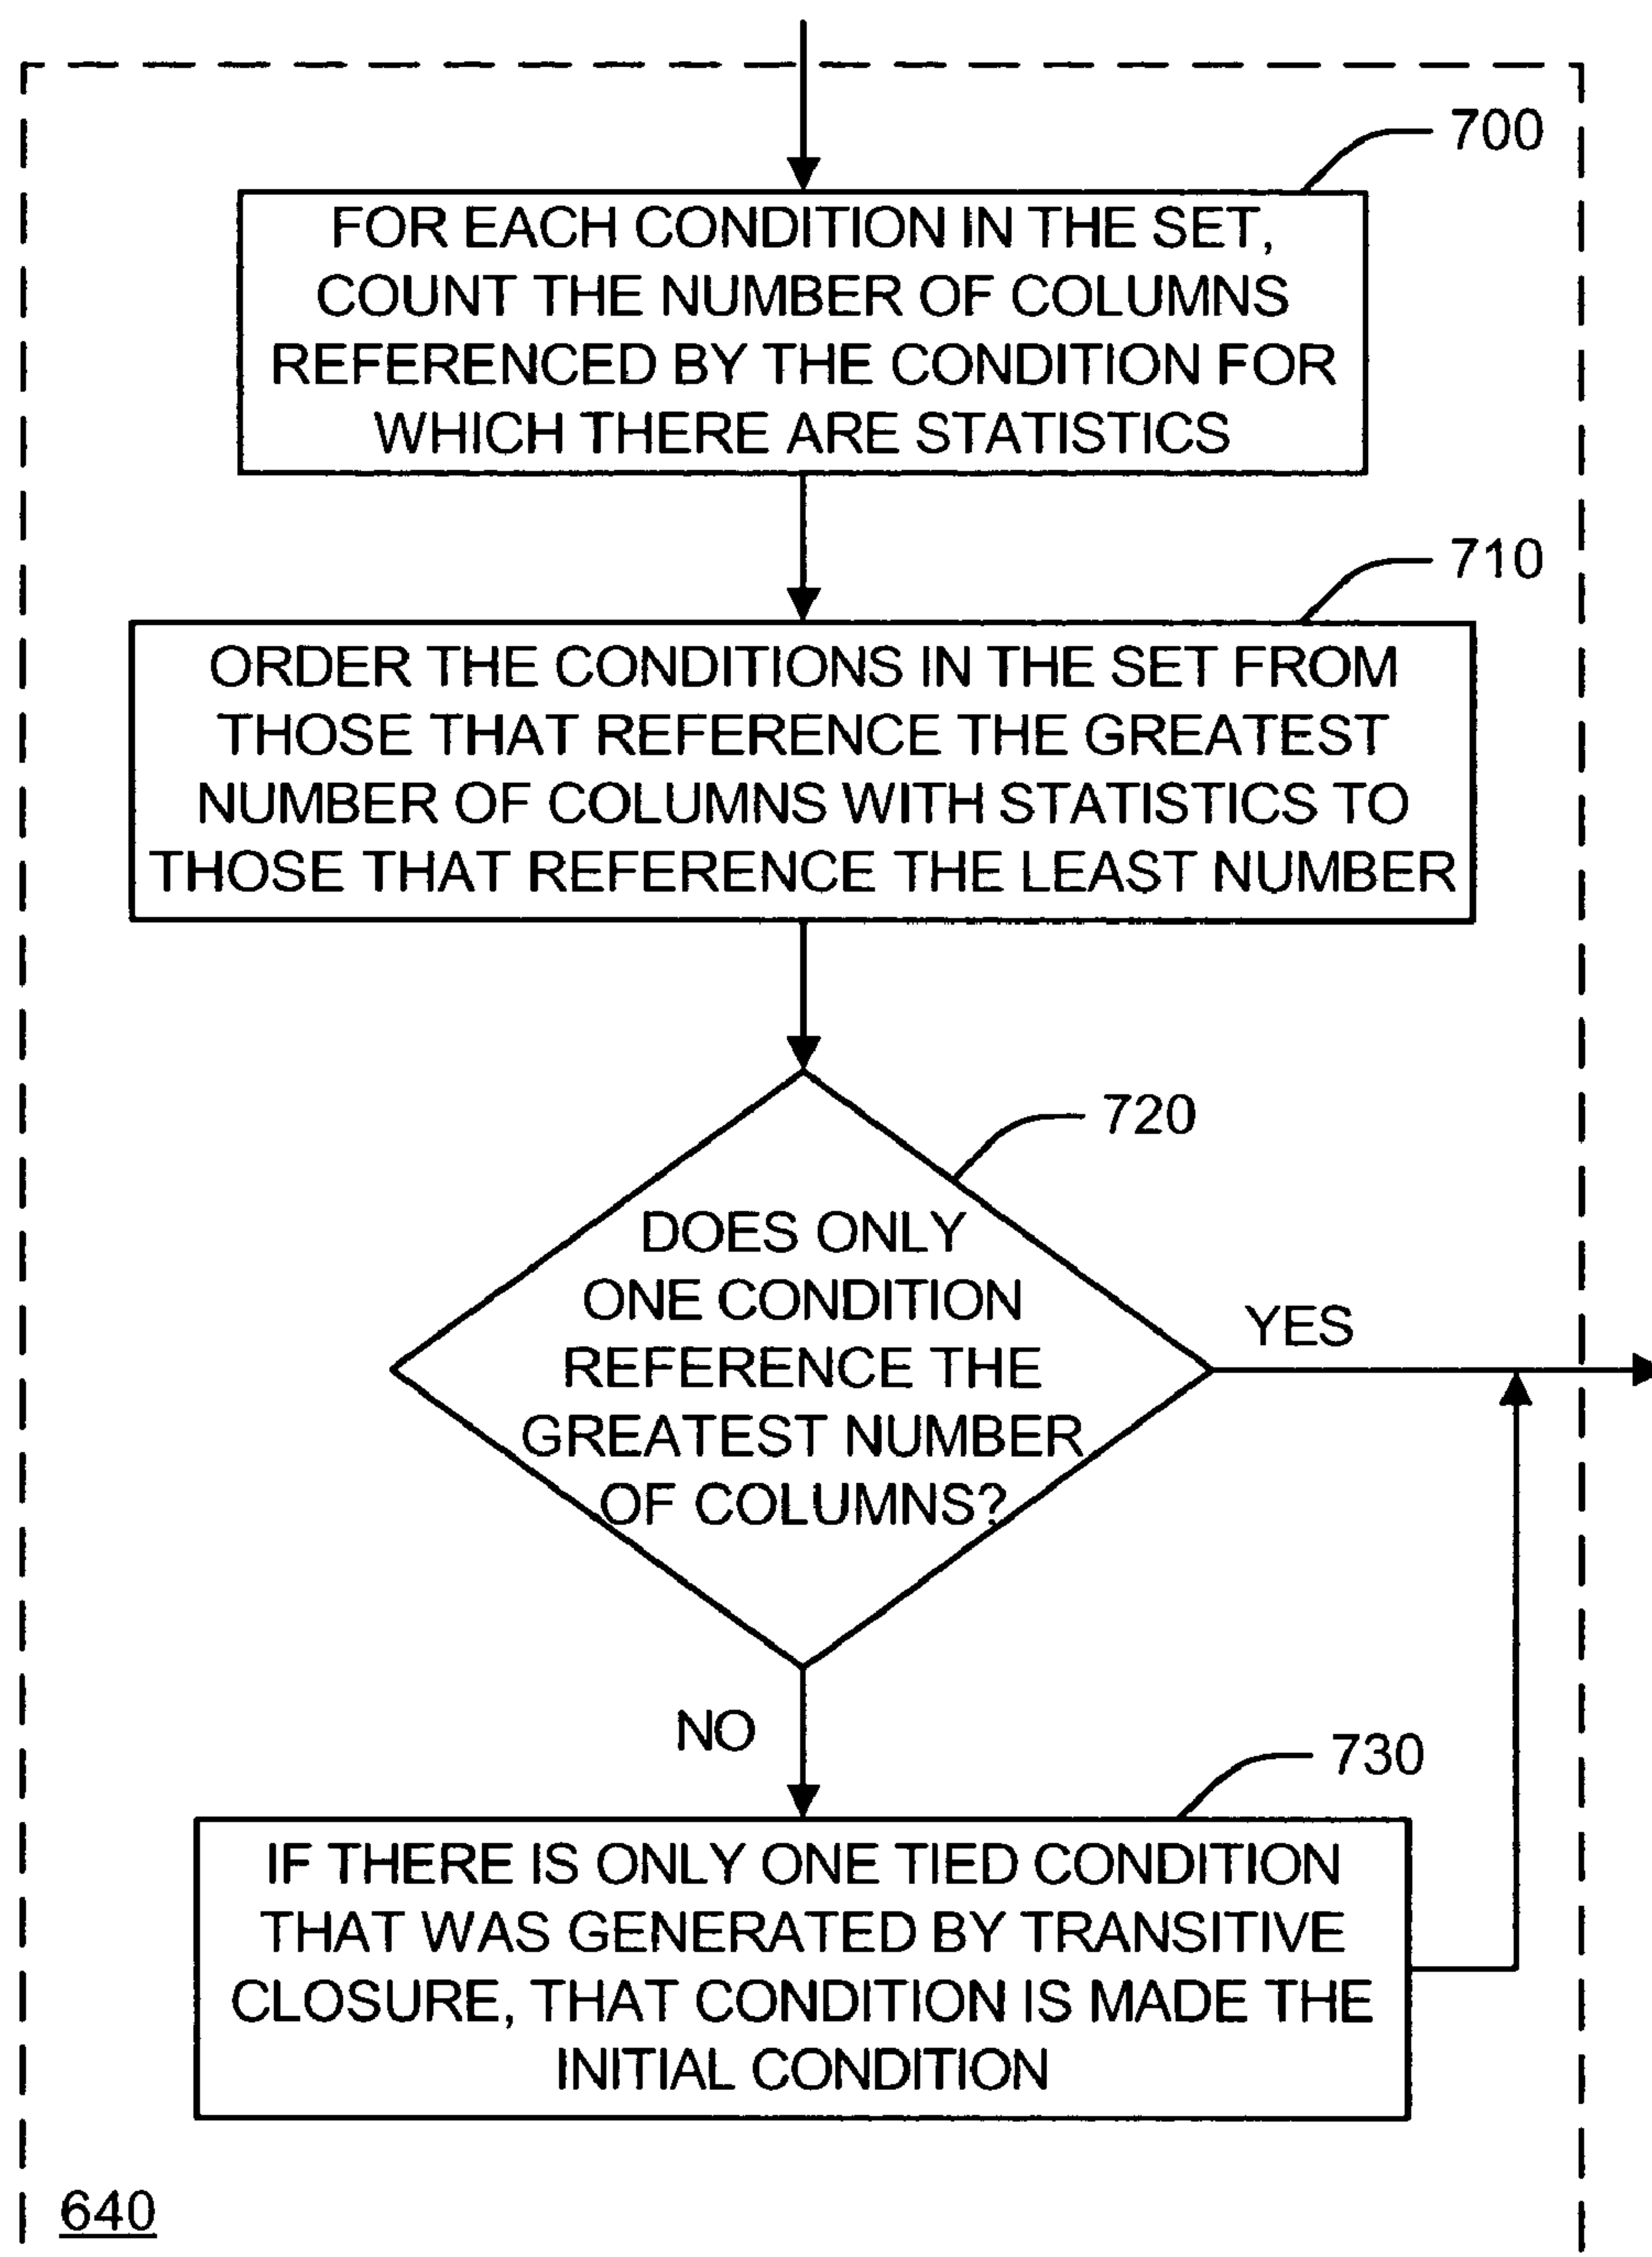 700
FOR EACH CONDITION IN THE SET,
COUNT THE NUMBER OF COLUMNS
REFERENCED BY THE CONDITION FOR
WHICH THERE ARE STATISTICS
710
ORDER THE CONDITIONS IN THE SET FROM
THOSE THAT REFERENCE THE GREATEST
NUMBER OF COLUMNS WITH STATISTICS TO
THOSE THAT REFERENCE THE LEAST NUMBER
720
DOES ONLY
ONE CONDITION
REFERENCE THE
GREATEST NUMBER
OF COLUMNS?
YES
NO
730
IF THERE IS ONLY ONE TIED CONDITION
THAT WAS GENERATED BY TRANSITIVE
CLOSURE, THAT CONDITION IS MADE THE
INITIAL CONDITION
640